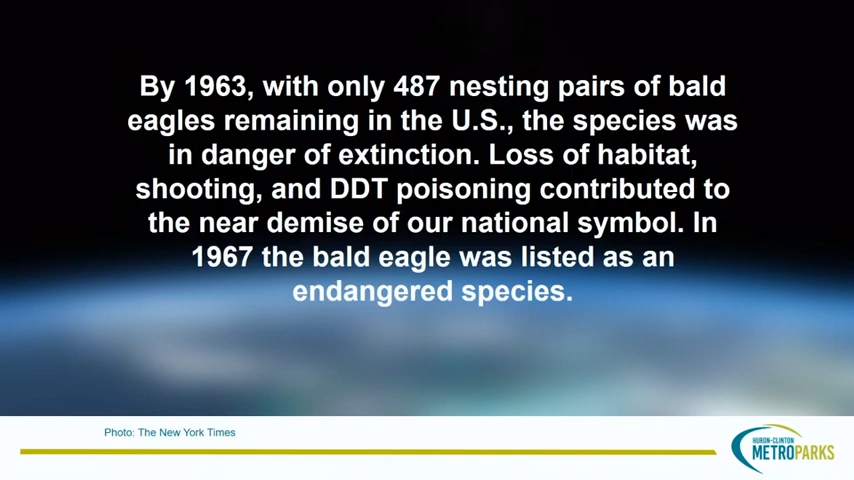 By 1963, with only 487 nesting pairs of bald
eagles remaining in the U.S., the species was
in danger of extinction. Loss of habitat,
shooting, and DDT poisoning contributed to
the near demise of our national symbol. In
1967 the bald eagle was listed as an
endangered species.
Photo: The New York Times
HURON-CLINTON
METROPARKS